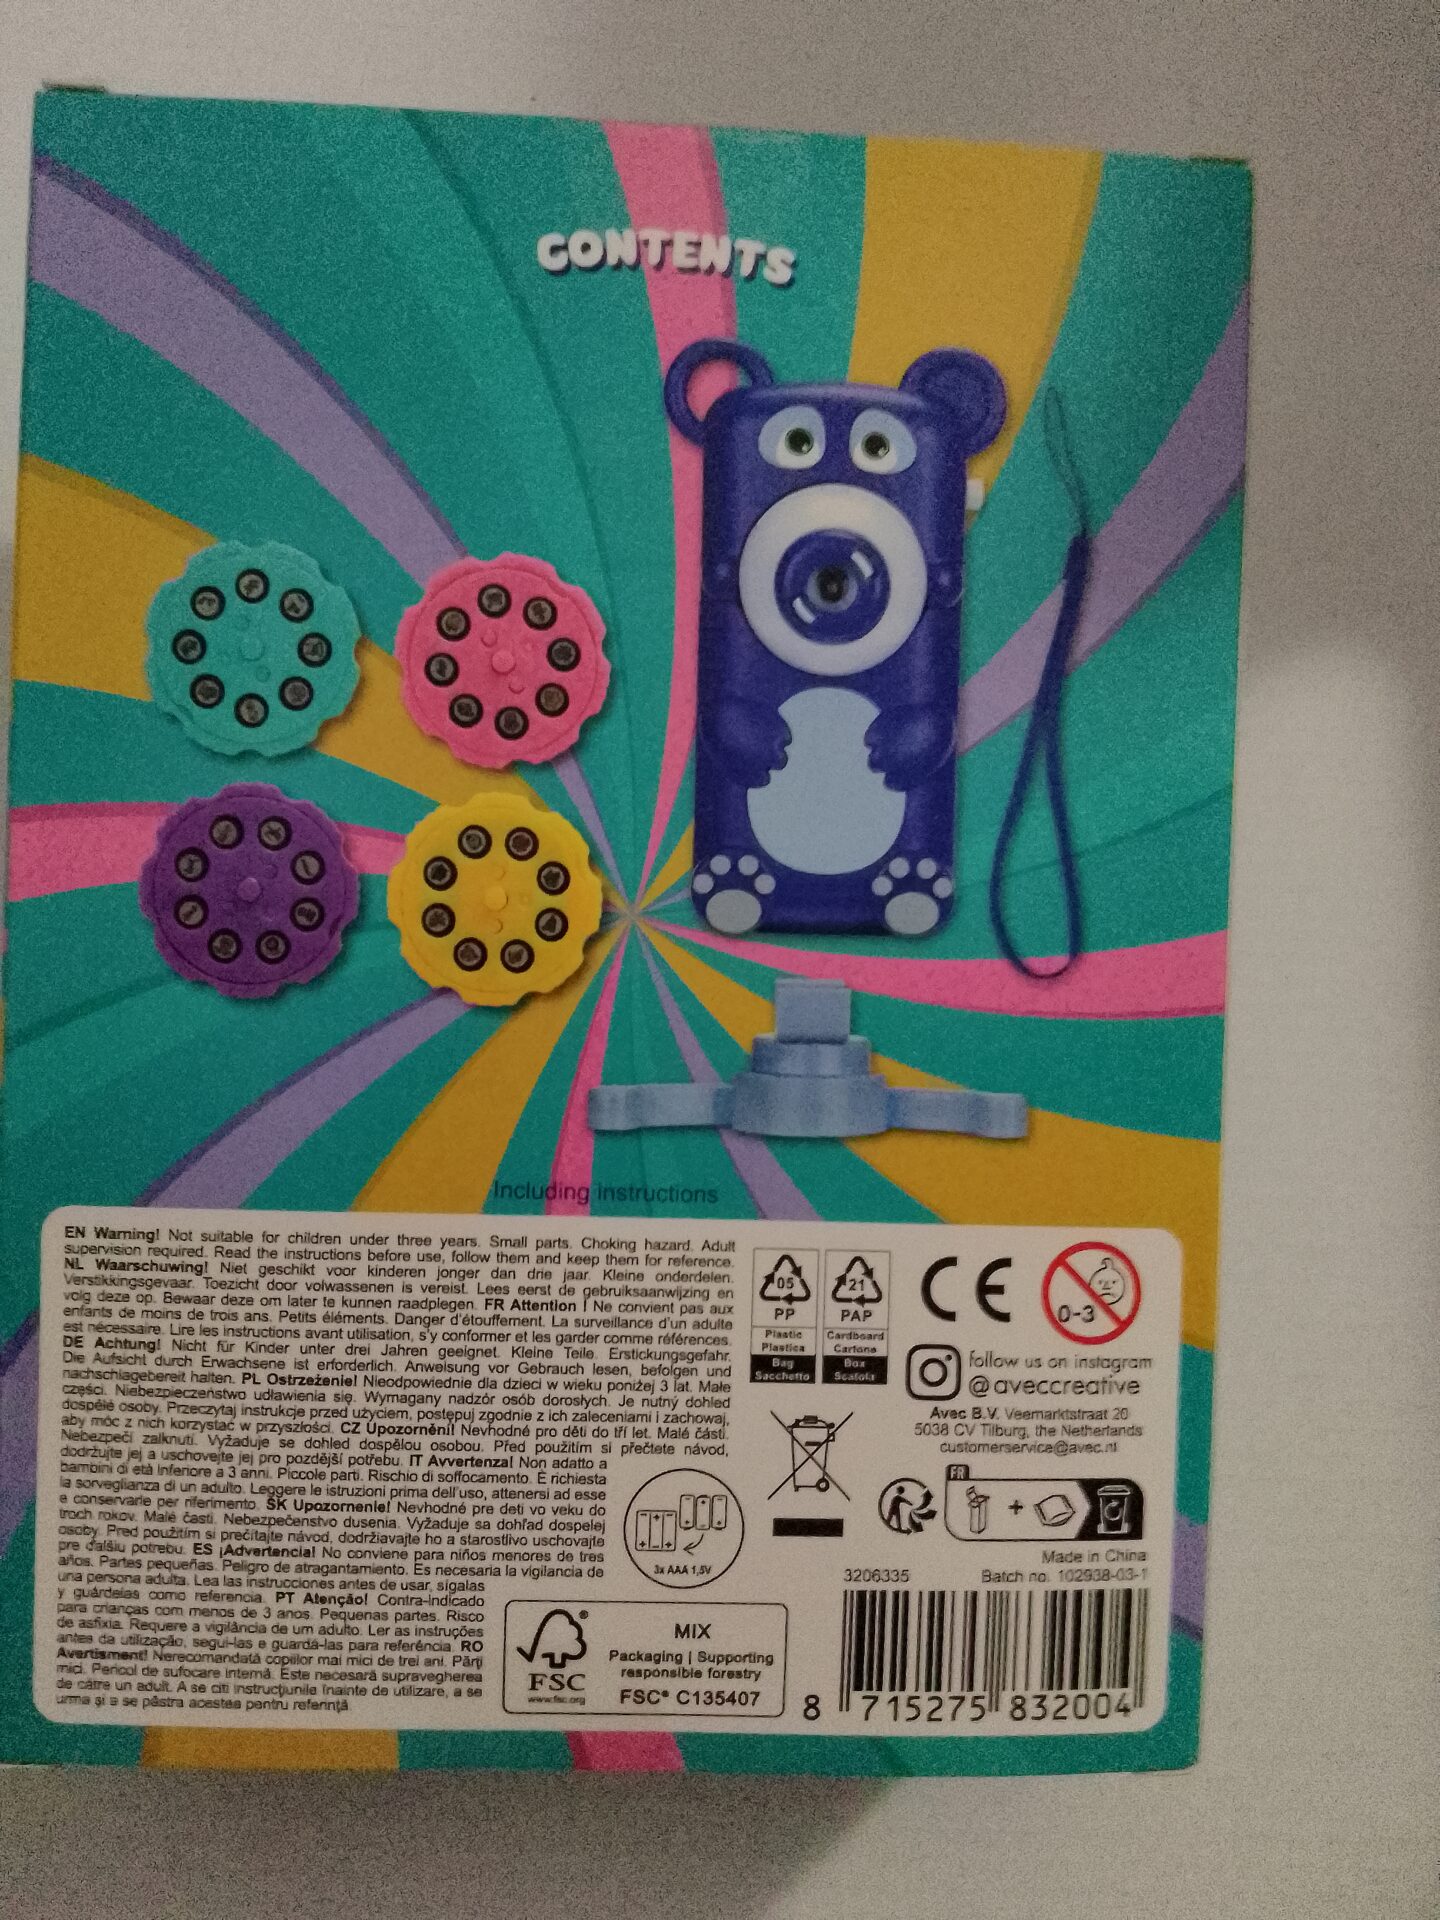 CONTENTS
Including instructions
EN Warning! Not suitable for children under three years. Small parts. Choking hazard. Adult
supervision required. Read the instructions before use, follow them and keep them for reference.
NL Waarschuwing! Niet geschikt voor kinderen jonger dan drie jaar. Kleine onderdelen.
Verstikkingsgevaar. Toezicht door volwassenen is vereist. Lees eerst de gebruiksaanwijzing en
volg deze op. Bewaar deze om later te kunnen raadplegen. FR Attention ! Ne convient pas aux
enfants de moins de trois ans. Petits éléments. Danger d'étouffement. La surveillance d'un adulte
est nécessaire. Lire les instructions avant utilisation, s'y conformer et les garder comme références.
DE Achtung! Nicht für Kinder unter drei Jahren geeignet. Kleine Teile. Erstickungsgefahr.
Die Aufsicht durch Erwachsene ist erforderlich. Anweisung vor Gebrauch lesen, befolgen und
nachschlagebereit halten. PL Ostrzeżenie! Nieodpowiednie dla dzieci w wieku poniżej 3 lat. Małe
części. Niebezpieczeństwo udławienia się. Wymagany nadzór osób dorosłych. Je nutný dohled
dospělé osoby. Przeczytaj instrukcje przed użyciem, postępuj zgodnie z ich zaleceniami i zachowaj,
aby móc z nich korzystać w przyszłości. CZ Upozornění! Nevhodné pro děti do tří let. Malé části.
Nebezpečí zalknutí. Vyžaduje se dohled dospělou osobou. Před použitím si přečtete návod,
dodržujte jej a uschovejte jej pro pozdější potřebu. IT Avvertenza! Non adatto a
bambini di età inferiore a 3 anni. Piccole parti. Rischio di soffocamento. È richiesta
la sorveglianza di un adulto. Leggere le istruzioni prima dell'uso, attenersi ad esse
e conservarle per riferimento. SK Upozornenie! Nevhodné pre deti vo veku do
troch rokov. Malé časti. Nebezpečenstvo dusenia. Vyžaduje sa dohľad dospelej
osoby. Pred použitím si prečítajte návod, dodržiavajte ho a starostlivo uschovajte
pre ďalšiu potrebu. ES ¡Advertencia! No conviene para niños menores de tres
años. Partes pequeñas. Peligro de atragantamiento. Es necesaria la vigilancia de
una persona adulta. Lea las instrucciones antes de usar, sígalas
y guárdelas como referencia. PT Atenção! Contra-indicado
para crianças com menos de 3 anos. Pequenas partes. Risco
de asfixia. Requere a vigilância de um adulto. Ler as instruções
antes da utilização, segui-las e guardá-las para referência. RO
Avertisment! Nerecomandată copiilor mai mici de trei ani. Părți
mici. Pericol de sufocare internă. Este necesară supravegherea
de către un adult. A se citi instrucțiunile înainte de utilizare, a se
urma și a se păstra acestea pentru referință
05
PP
Plastic
Plastica
Bag
Sacchetto
21
PAP
Cardboard
Cartone
Box
Scatola
CE
0-3
follow us on instagram
@aveccreative
Avec B.V. Veemarktstraat 20
5038 CV Tilburg, the Netherlands
customerservice@avec.nl
FR
+
3x AAA 1,5V
Made in China
3206335 Batch no. 102938-03-1
FSC®
www.fsc.org
MIX
Packaging | Supporting
responsible forestry
FSC® C135407
8 715275 832004